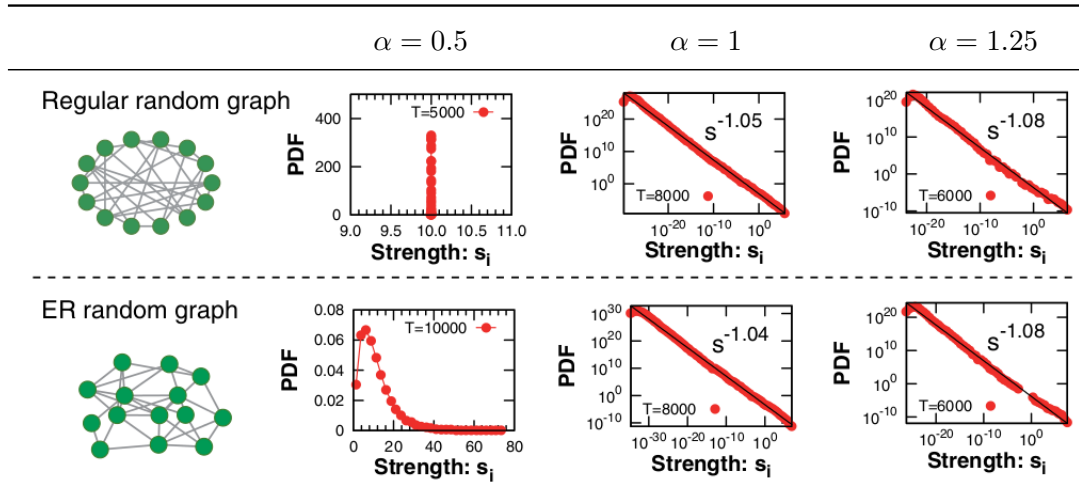 α = 0.5 α = 1 α = 1.25
Regular random graph
PDF
400
200
0
T=5000
9.0 9.5 10.0 10.5 11.0
Strength: s_i
PDF
10^20
10^10
10^0
s^-1.05
T=8000
10^-20 10^-10 10^0
Strength: s_i
PDF
10^20
10^10
10^0
10^-10
s^-1.08
T=6000
10^-20 10^-10 10^0
Strength: s_i
ER random graph
PDF
0.08
0.06
0.04
0.02
0
T=10000
0 20 40 60 80
Strength: s_i
PDF
10^30
10^20
10^10
10^0
10^-10
s^-1.04
T=8000
10^-30 10^-20 10^-10 10^0
Strength: s_i
PDF
10^20
10^10
10^0
10^-10
s^-1.08
T=6000
10^-20 10^-10 10^0
Strength: s_i